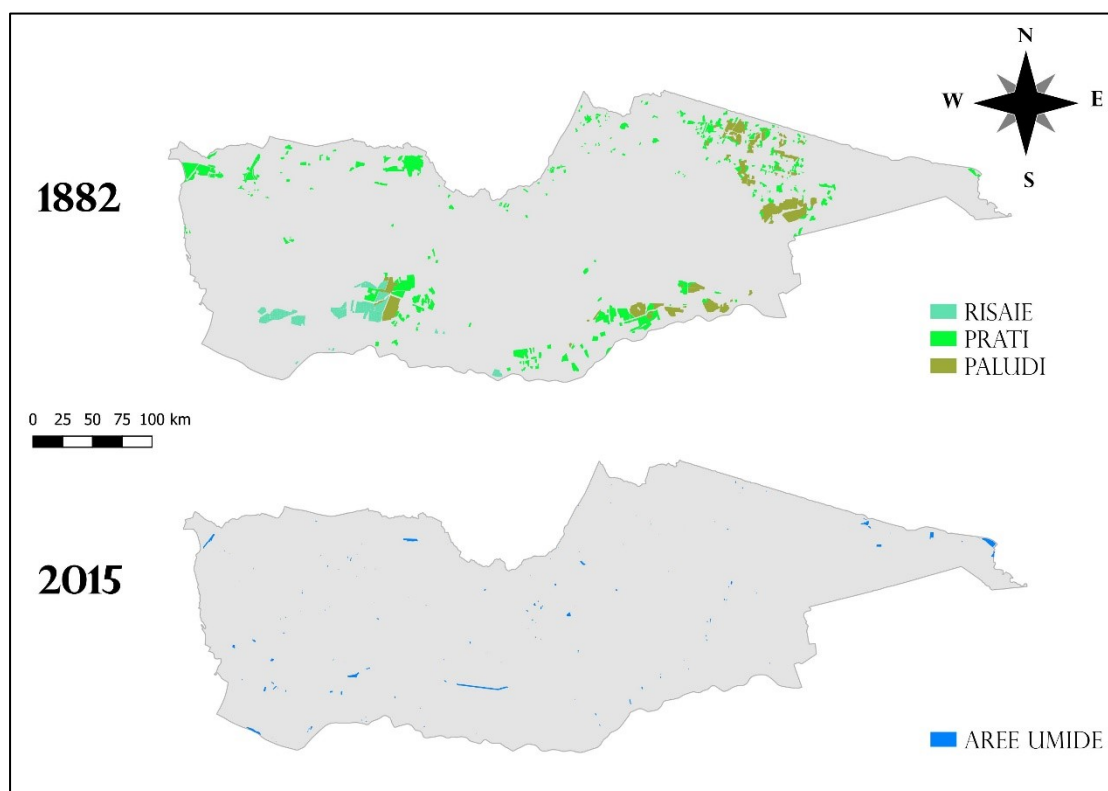 N
W E
S
1882
RISAIE
PRATI
PALUDI
0 25 50 75 100 km
2015
AREE UMIDE